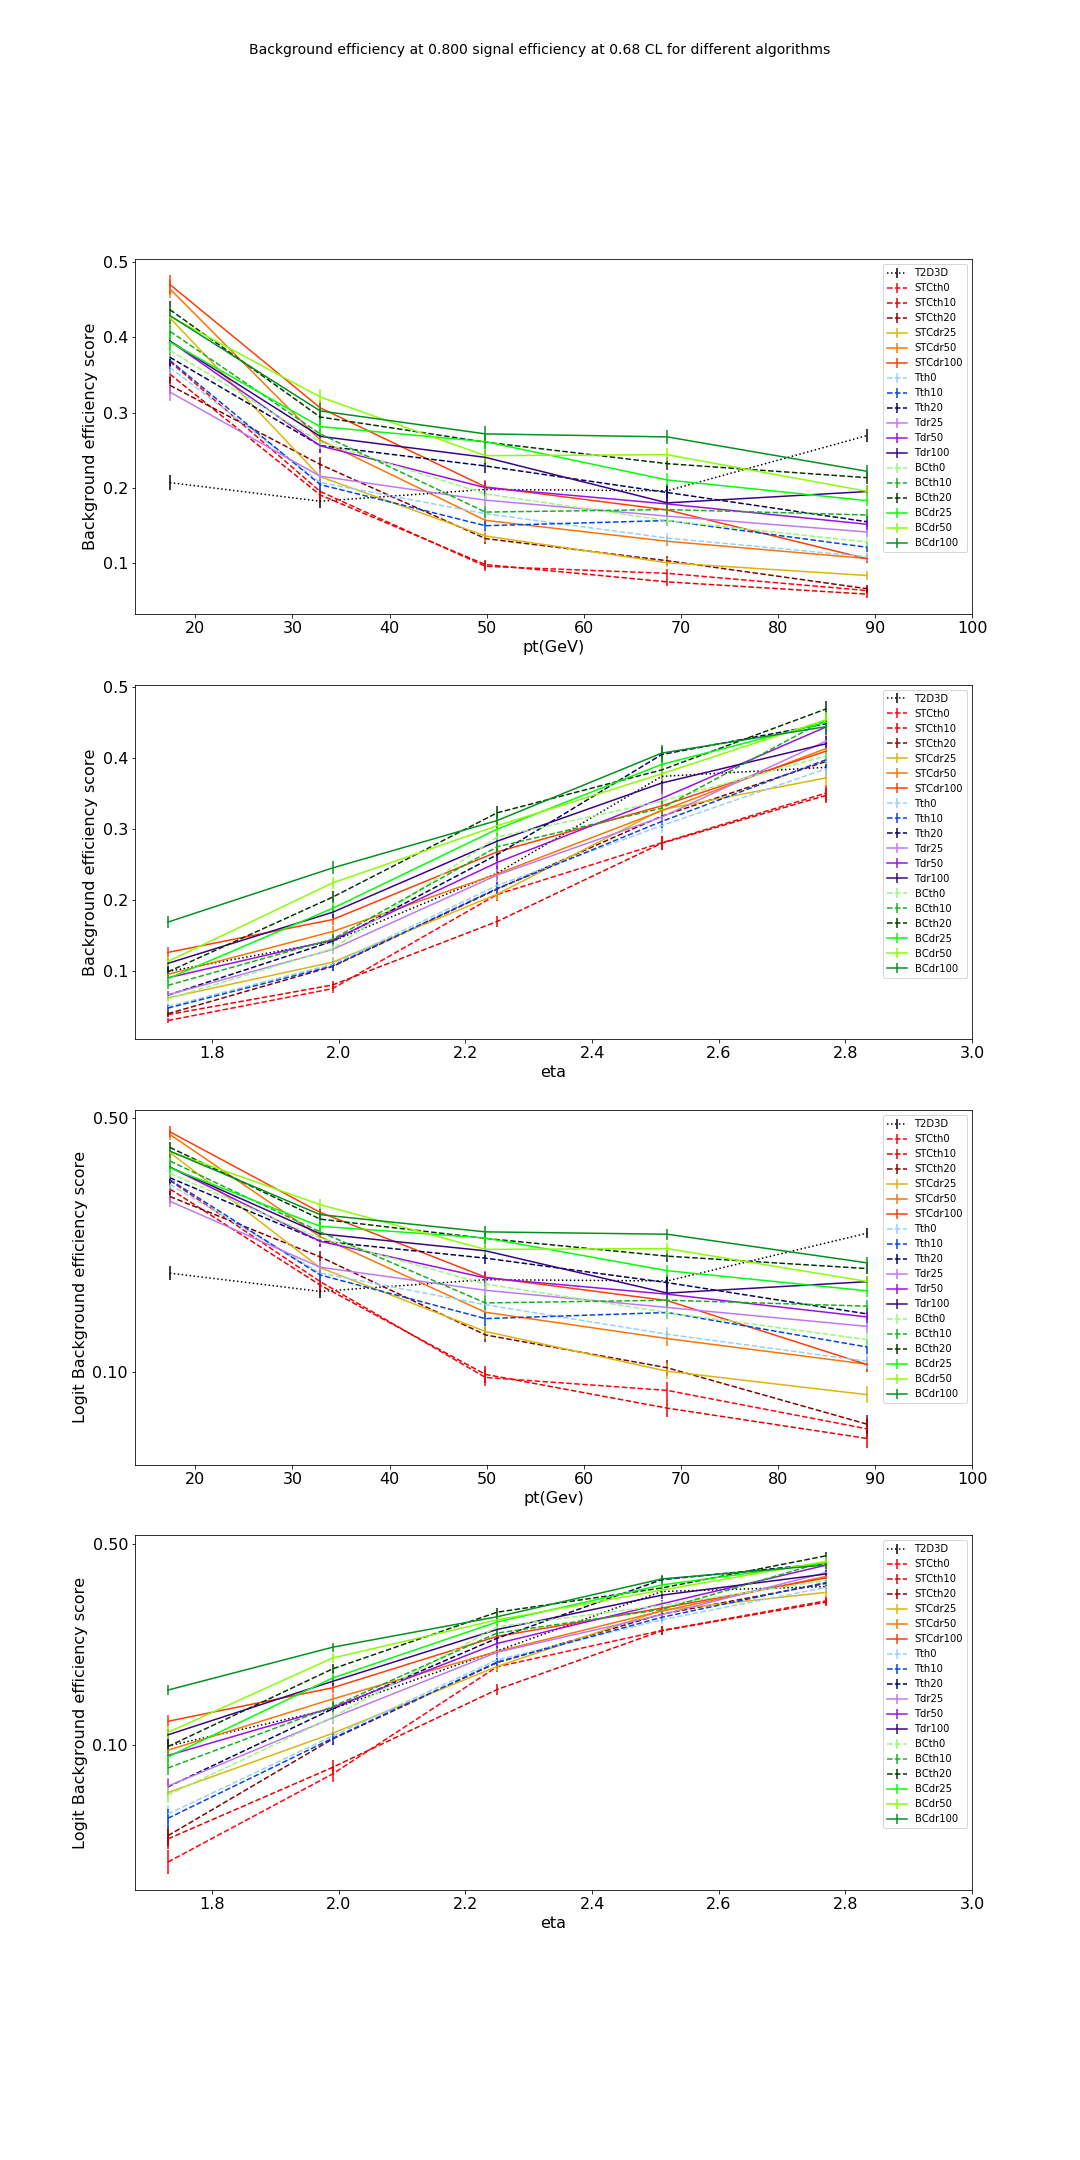 Background efficiency at 0.800 signal efficiency at 0.68 CL for different algorithms
0.5
0.4
0.3
0.2
0.1
Background efficiency score
20 30 40 50 60 70 80 90 100
pt(GeV)
T2D3D
STCth0
STCth10
STCth20
STCdr25
STCdr50
STCdr100
Tth0
Tth10
Tth20
Tdr25
Tdr50
Tdr100
BCth0
BCth10
BCth20
BCdr25
BCdr50
BCdr100
0.5
0.4
0.3
0.2
0.1
Background efficiency score
1.8 2.0 2.2 2.4 2.6 2.8 3.0
eta
T2D3D
STCth0
STCth10
STCth20
STCdr25
STCdr50
STCdr100
Tth0
Tth10
Tth20
Tdr25
Tdr50
Tdr100
BCth0
BCth10
BCth20
BCdr25
BCdr50
BCdr100
0.50
0.10
Logit Background efficiency score
20 30 40 50 60 70 80 90 100
pt(Gev)
T2D3D
STCth0
STCth10
STCth20
STCdr25
STCdr50
STCdr100
Tth0
Tth10
Tth20
Tdr25
Tdr50
Tdr100
BCth0
BCth10
BCth20
BCdr25
BCdr50
BCdr100
0.50
0.10
Logit Background efficiency score
1.8 2.0 2.2 2.4 2.6 2.8 3.0
eta
T2D3D
STCth0
STCth10
STCth20
STCdr25
STCdr50
STCdr100
Tth0
Tth10
Tth20
Tdr25
Tdr50
Tdr100
BCth0
BCth10
BCth20
BCdr25
BCdr50
BCdr100